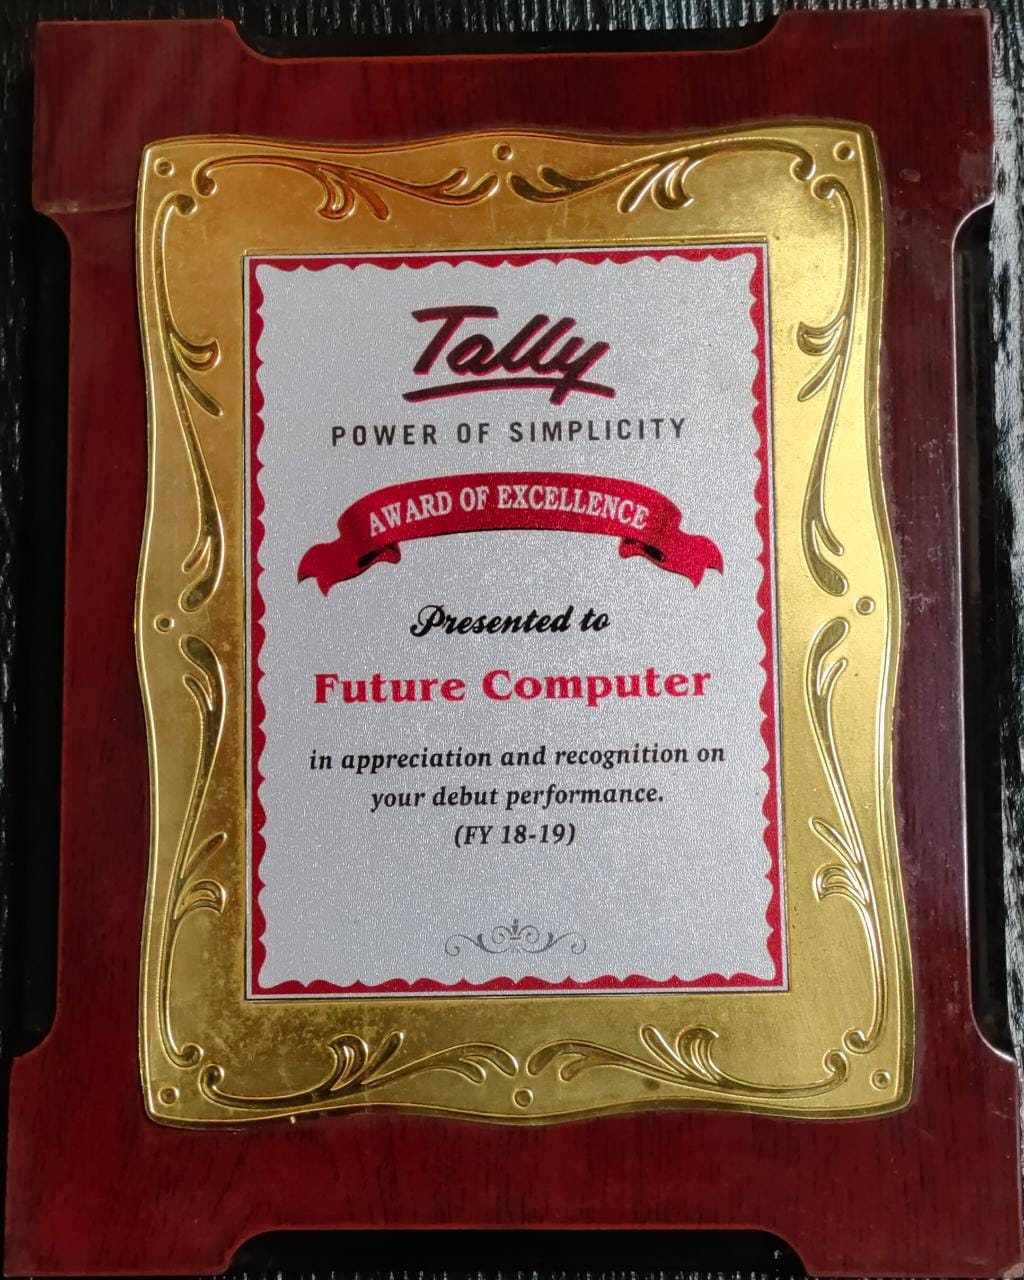 Tally
POWER OF SIMPLICITY
AWARD OF EXCELLENCE
Presented to
Future Computer
in appreciation and recognition on
your debut performance.
(FY 18-19)